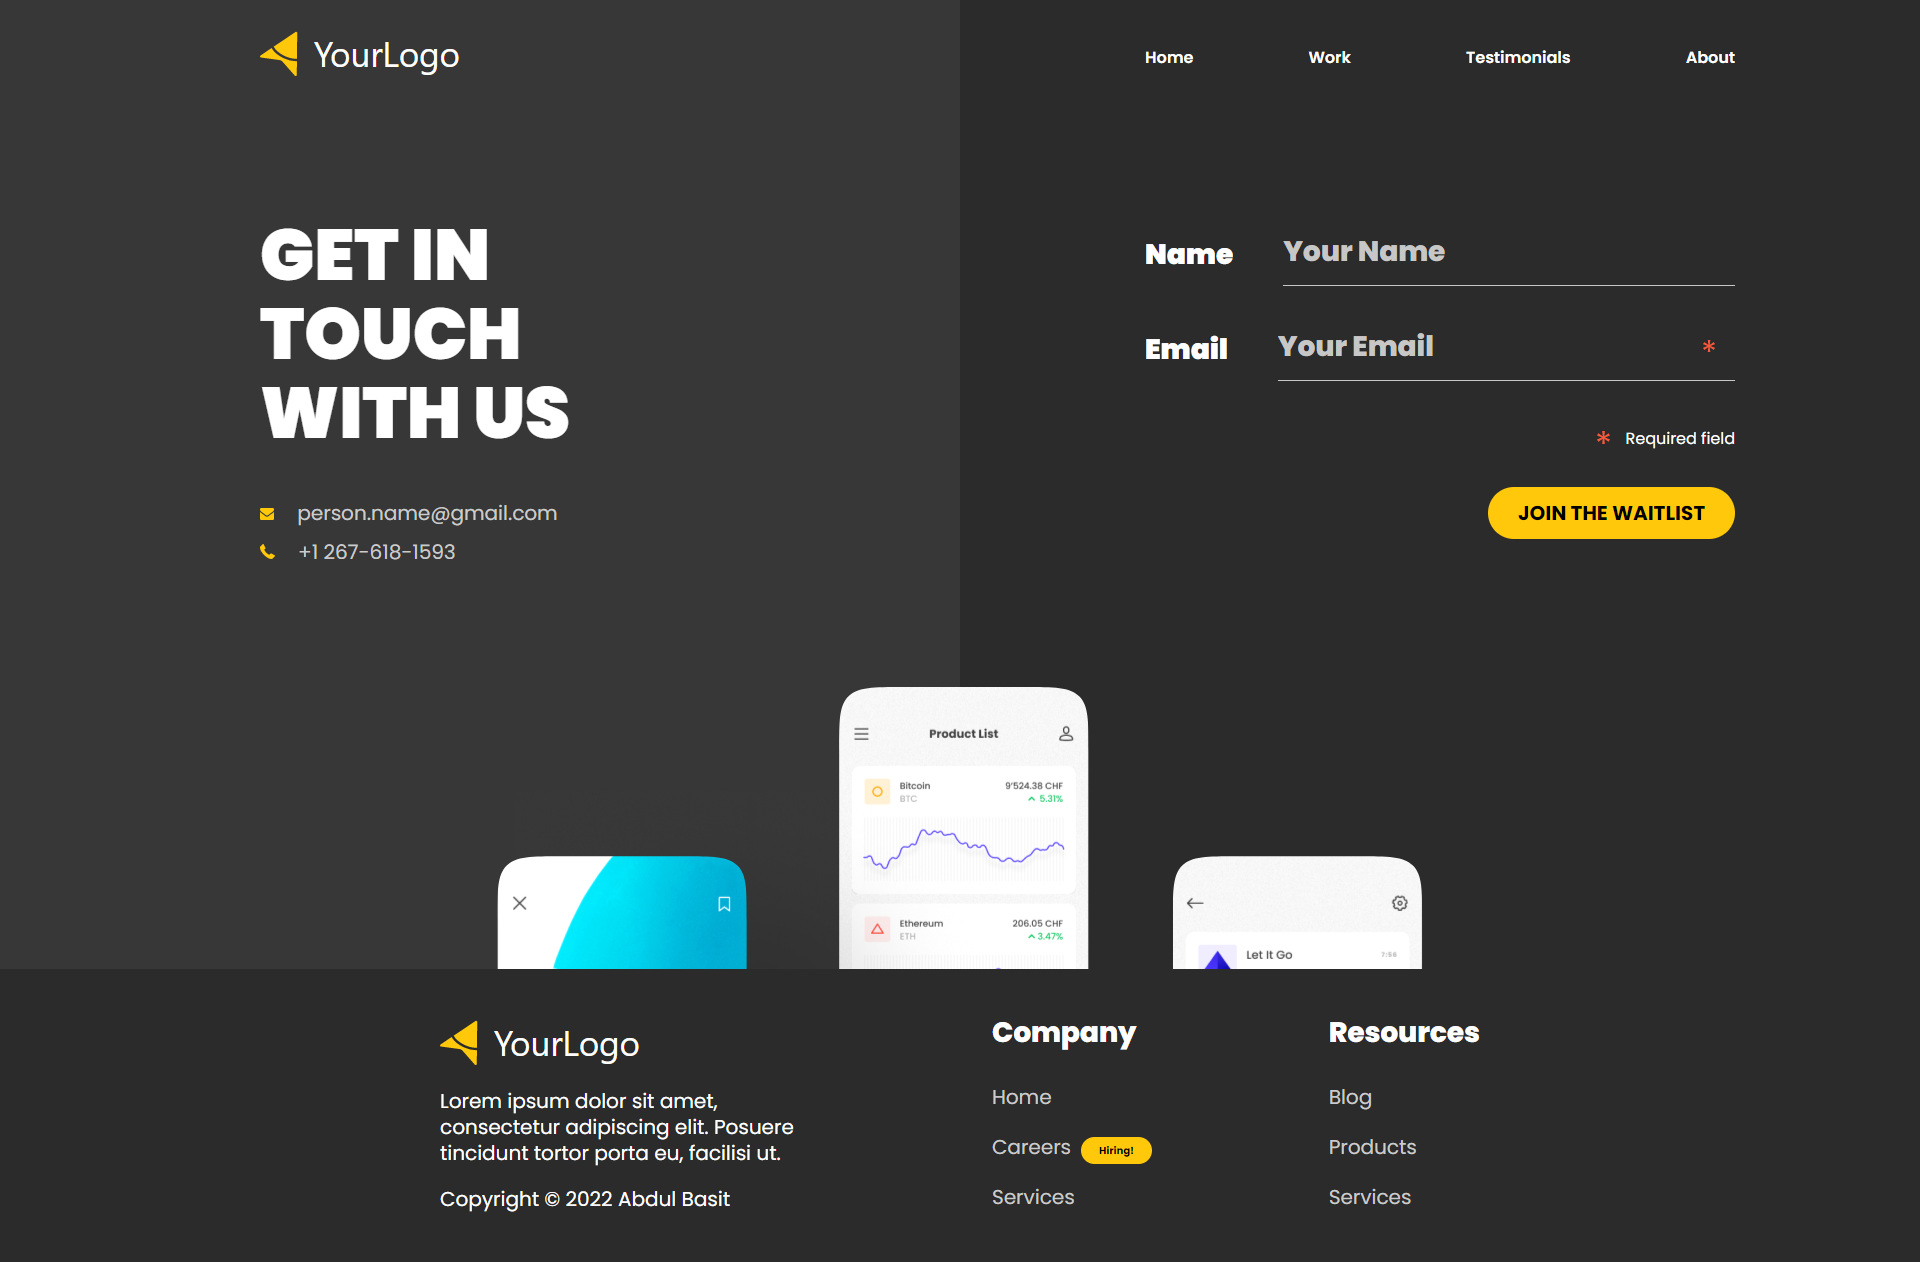 YourLogo
Home
Work
Testimonials
About
GET IN
TOUCH
WITH US
person.name@gmail.com
+1 267-618-1593
Name
Your Name
Email
Your Email
*
* Required field
JOIN THE WAITLIST
Product List
Bitcoin
9'524.38 CHF
BTC
5.31%
Ethereum
206.05 CHF
ETH
3.47%
Let It Go
7:56
YourLogo
Lorem ipsum dolor sit amet,
consectetur adipiscing elit. Posuere
tincidunt tortor porta eu, facilisi ut.
Copyright © 2022 Abdul Basit
Company
Home
Careers
Hiring!
Services
Resources
Blog
Products
Services